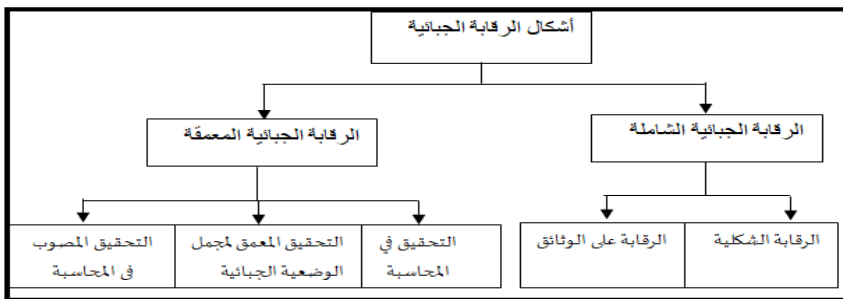 أشكال الرقابة الجبائية
الرقابة الجبائية الشاملة
الرقابة الجبائية المعمقة
الرقابة الشكلية
الرقابة على الوثائق
التحقيق في
المحاسبة
التحقيق المعمق لمجمل
الوضعية الجبائية
التحقيق المصوب
في المحاسبة